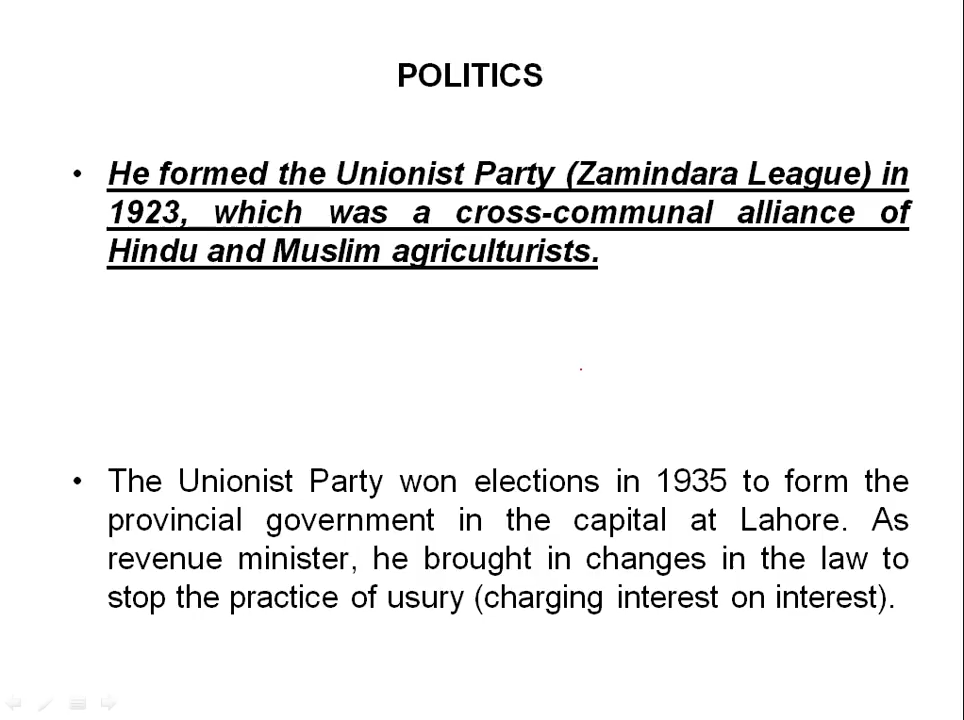 POLITICS
• He formed the Unionist Party (Zamindara League) in
1923, which was a cross-communal alliance of
Hindu and Muslim agriculturists.
• The Unionist Party won elections in 1935 to form the
provincial government in the capital at Lahore. As
revenue minister, he brought in changes in the law to
stop the practice of usury (charging interest on interest).